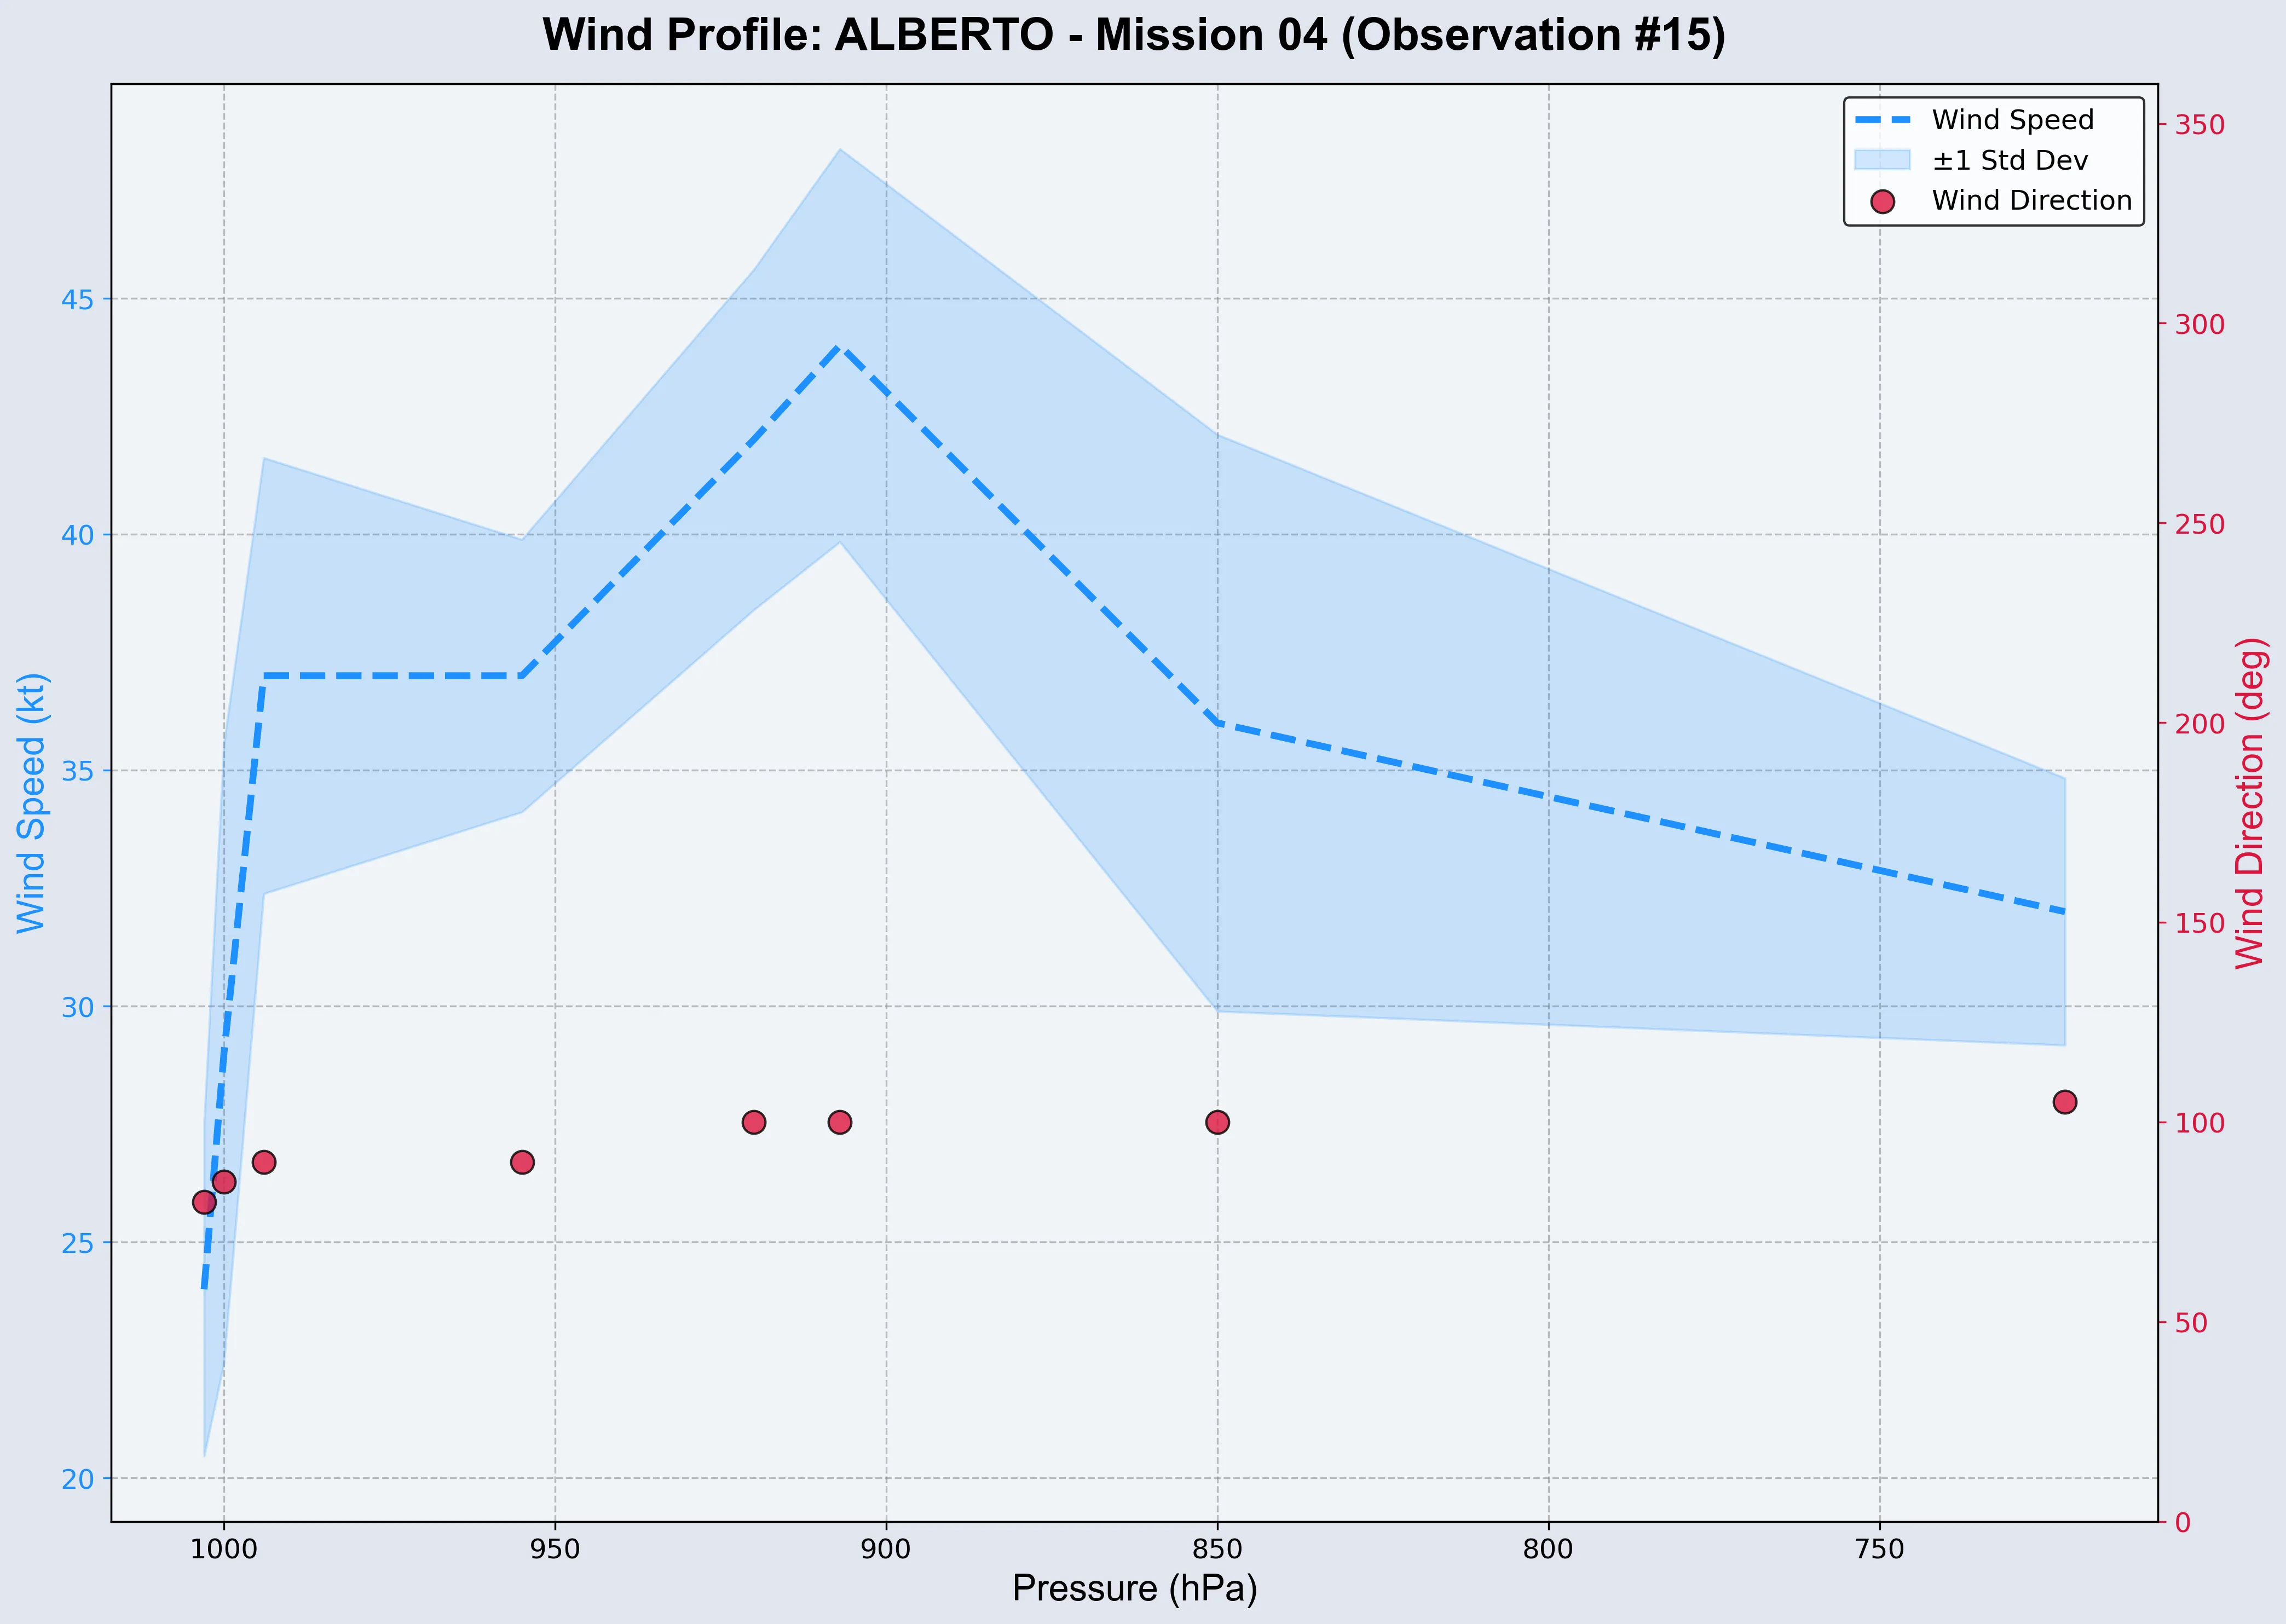 Wind Profile: ALBERTO - Mission 04 (Observation #15)
Wind Speed
±1 Std Dev
Wind Direction
Wind Speed (kt)
45
40
35
30
25
20
350
300
250
200
150
100
50
0
Wind Direction (deg)
1000
950
900
850
800
750
Pressure (hPa)